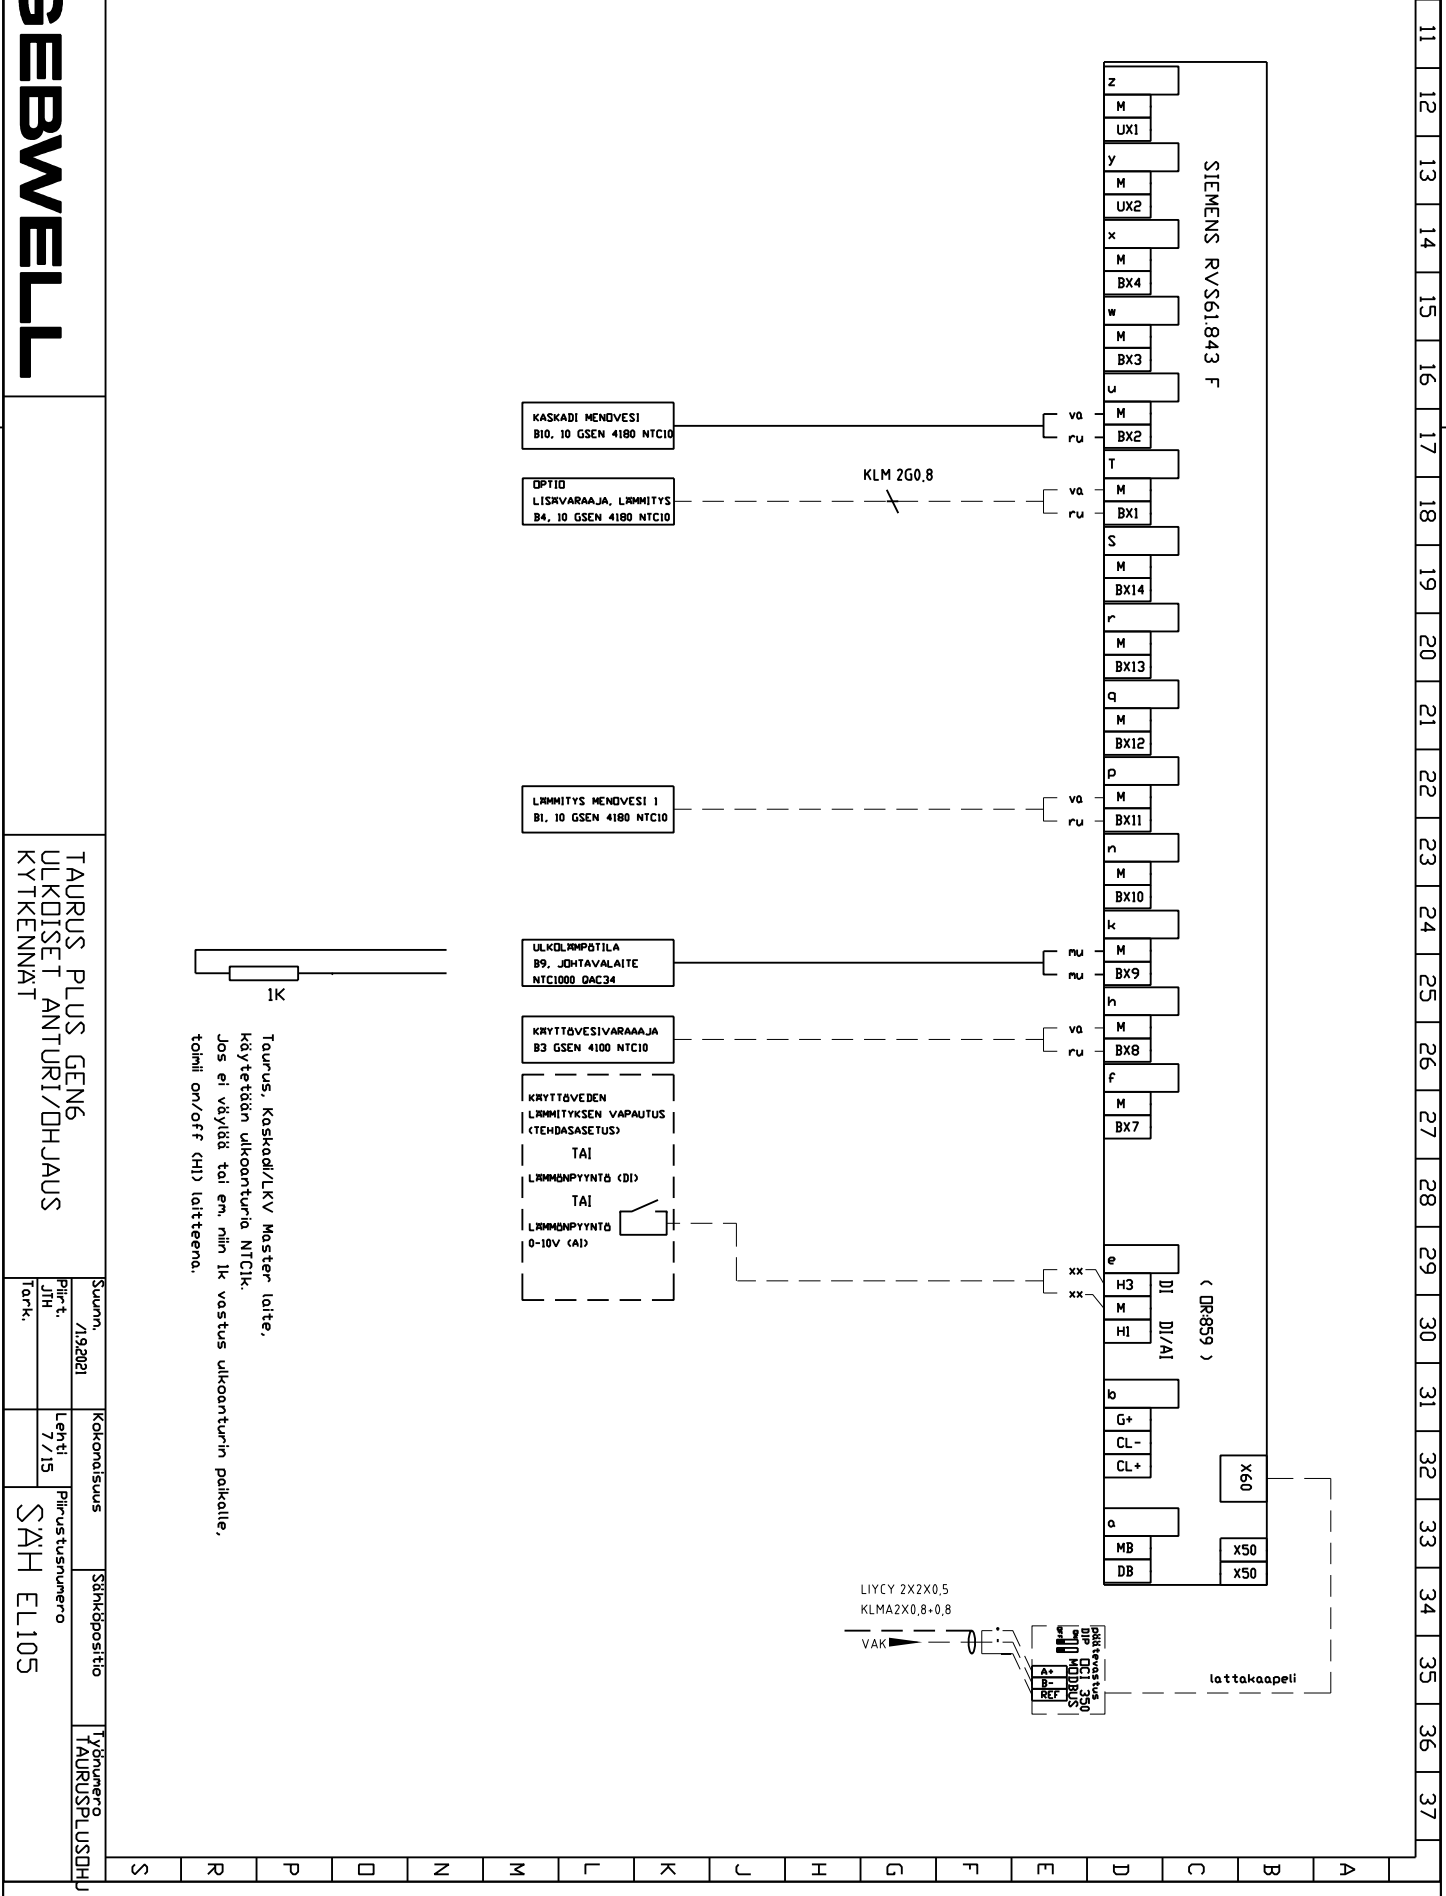 GEBWELL
11
12
13
14
15
16
17
18
19
20
21
22
23
24
25
26
27
28
29
30
31
32
33
34
35
36
37
SIEMENS RVS61.843 F
z
M
UX1
y
M
UX2
x
M
BX4
w
M
BX3
u
M
BX2
T
M
BX1
S
M
BX14
r
M
BX13
q
M
BX12
p
M
BX11
n
M
BX10
k
M
BX9
h
M
BX8
f
M
BX7
e
H3
M
H1
DI DI/AI
( OR:859 )
b
G+
CL-
CL+
X60
a
MB
DB
X50
X50
KASKADI MENOVESI
B10, 10 GSEN 4180 NTC10
va
ru
OPTIO
LISÄVARAAJA, LÄMMITYS
B4, 10 GSEN 4180 NTC10
KLM 2G0,8
va
ru
LÄMMITYS MENOVESI 1
B1, 10 GSEN 4180 NTC10
va
ru
ULKOLÄMPÖTILA
B9, JOHTAVALAITE
NTC1000 QAC34
mu
mu
KÄYTTÖVESIVARAAAJA
B3 GSEN 4100 NTC10
va
ru
KÄYTTÖVEDEN
LÄMMITYKSEN VAPAUTUS
(TEHDASASETUS)
TAI
LÄMMÖNPYYNTÖ (DI)
TAI
LÄMMÖNPYYNTÖ
0-10V (AI)
xx
xx
1K
Taurus, Kaskadi/LKV Master laite,
käytetään ulkoanturia NTC1k.
Jos ei väylää tai em. niin 1k vastus ulkoanturin paikalle,
toimii on/off (H1) laitteena.
LIYCY 2X2X0,5
KLMA2X0,8+0,8
VAK
+
-
päätevastus
DIP OCI 350
ON
OFF
MODBUS
A+
B-
REF
lattakaapeli
TAURUS PLUS GEN6
ULKOISET ANTURI/OHJAUS
KYTKENNÄT
Suunn.
/1.9.2021
Piirt.
JTH
Tark.
Kokonaisuus
Lehti
7/15
Sähköpositio
Piirustusnumero
SÄH EL105
Työnumero
TAURUSPLUSOHJ
S
R
P
O
N
M
L
K
J
H
G
F
E
D
C
B
A